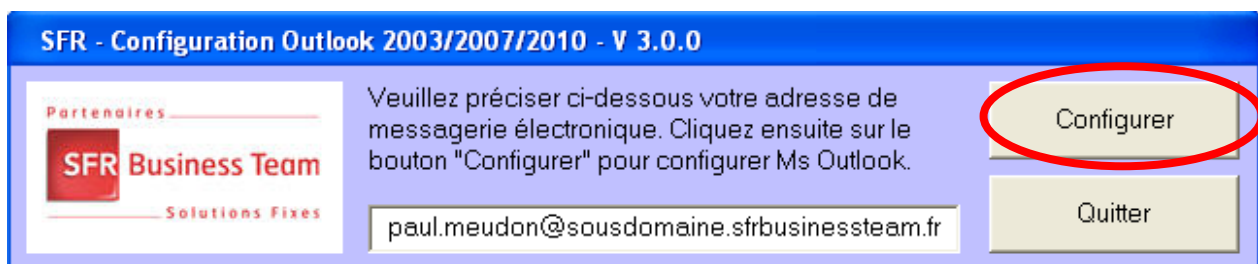 SFR - Configuration Outlook 2003/2007/2010 - V 3.0.0
Partenaires
SFR Business Team
Solutions Fixes
Veuillez préciser ci-dessous votre adresse de
messagerie électronique. Cliquez ensuite sur le
bouton "Configurer" pour configurer Ms Outlook.
paul.meudon@sousdomaine.sfrbusinessteam.fr
Configurer
Quitter